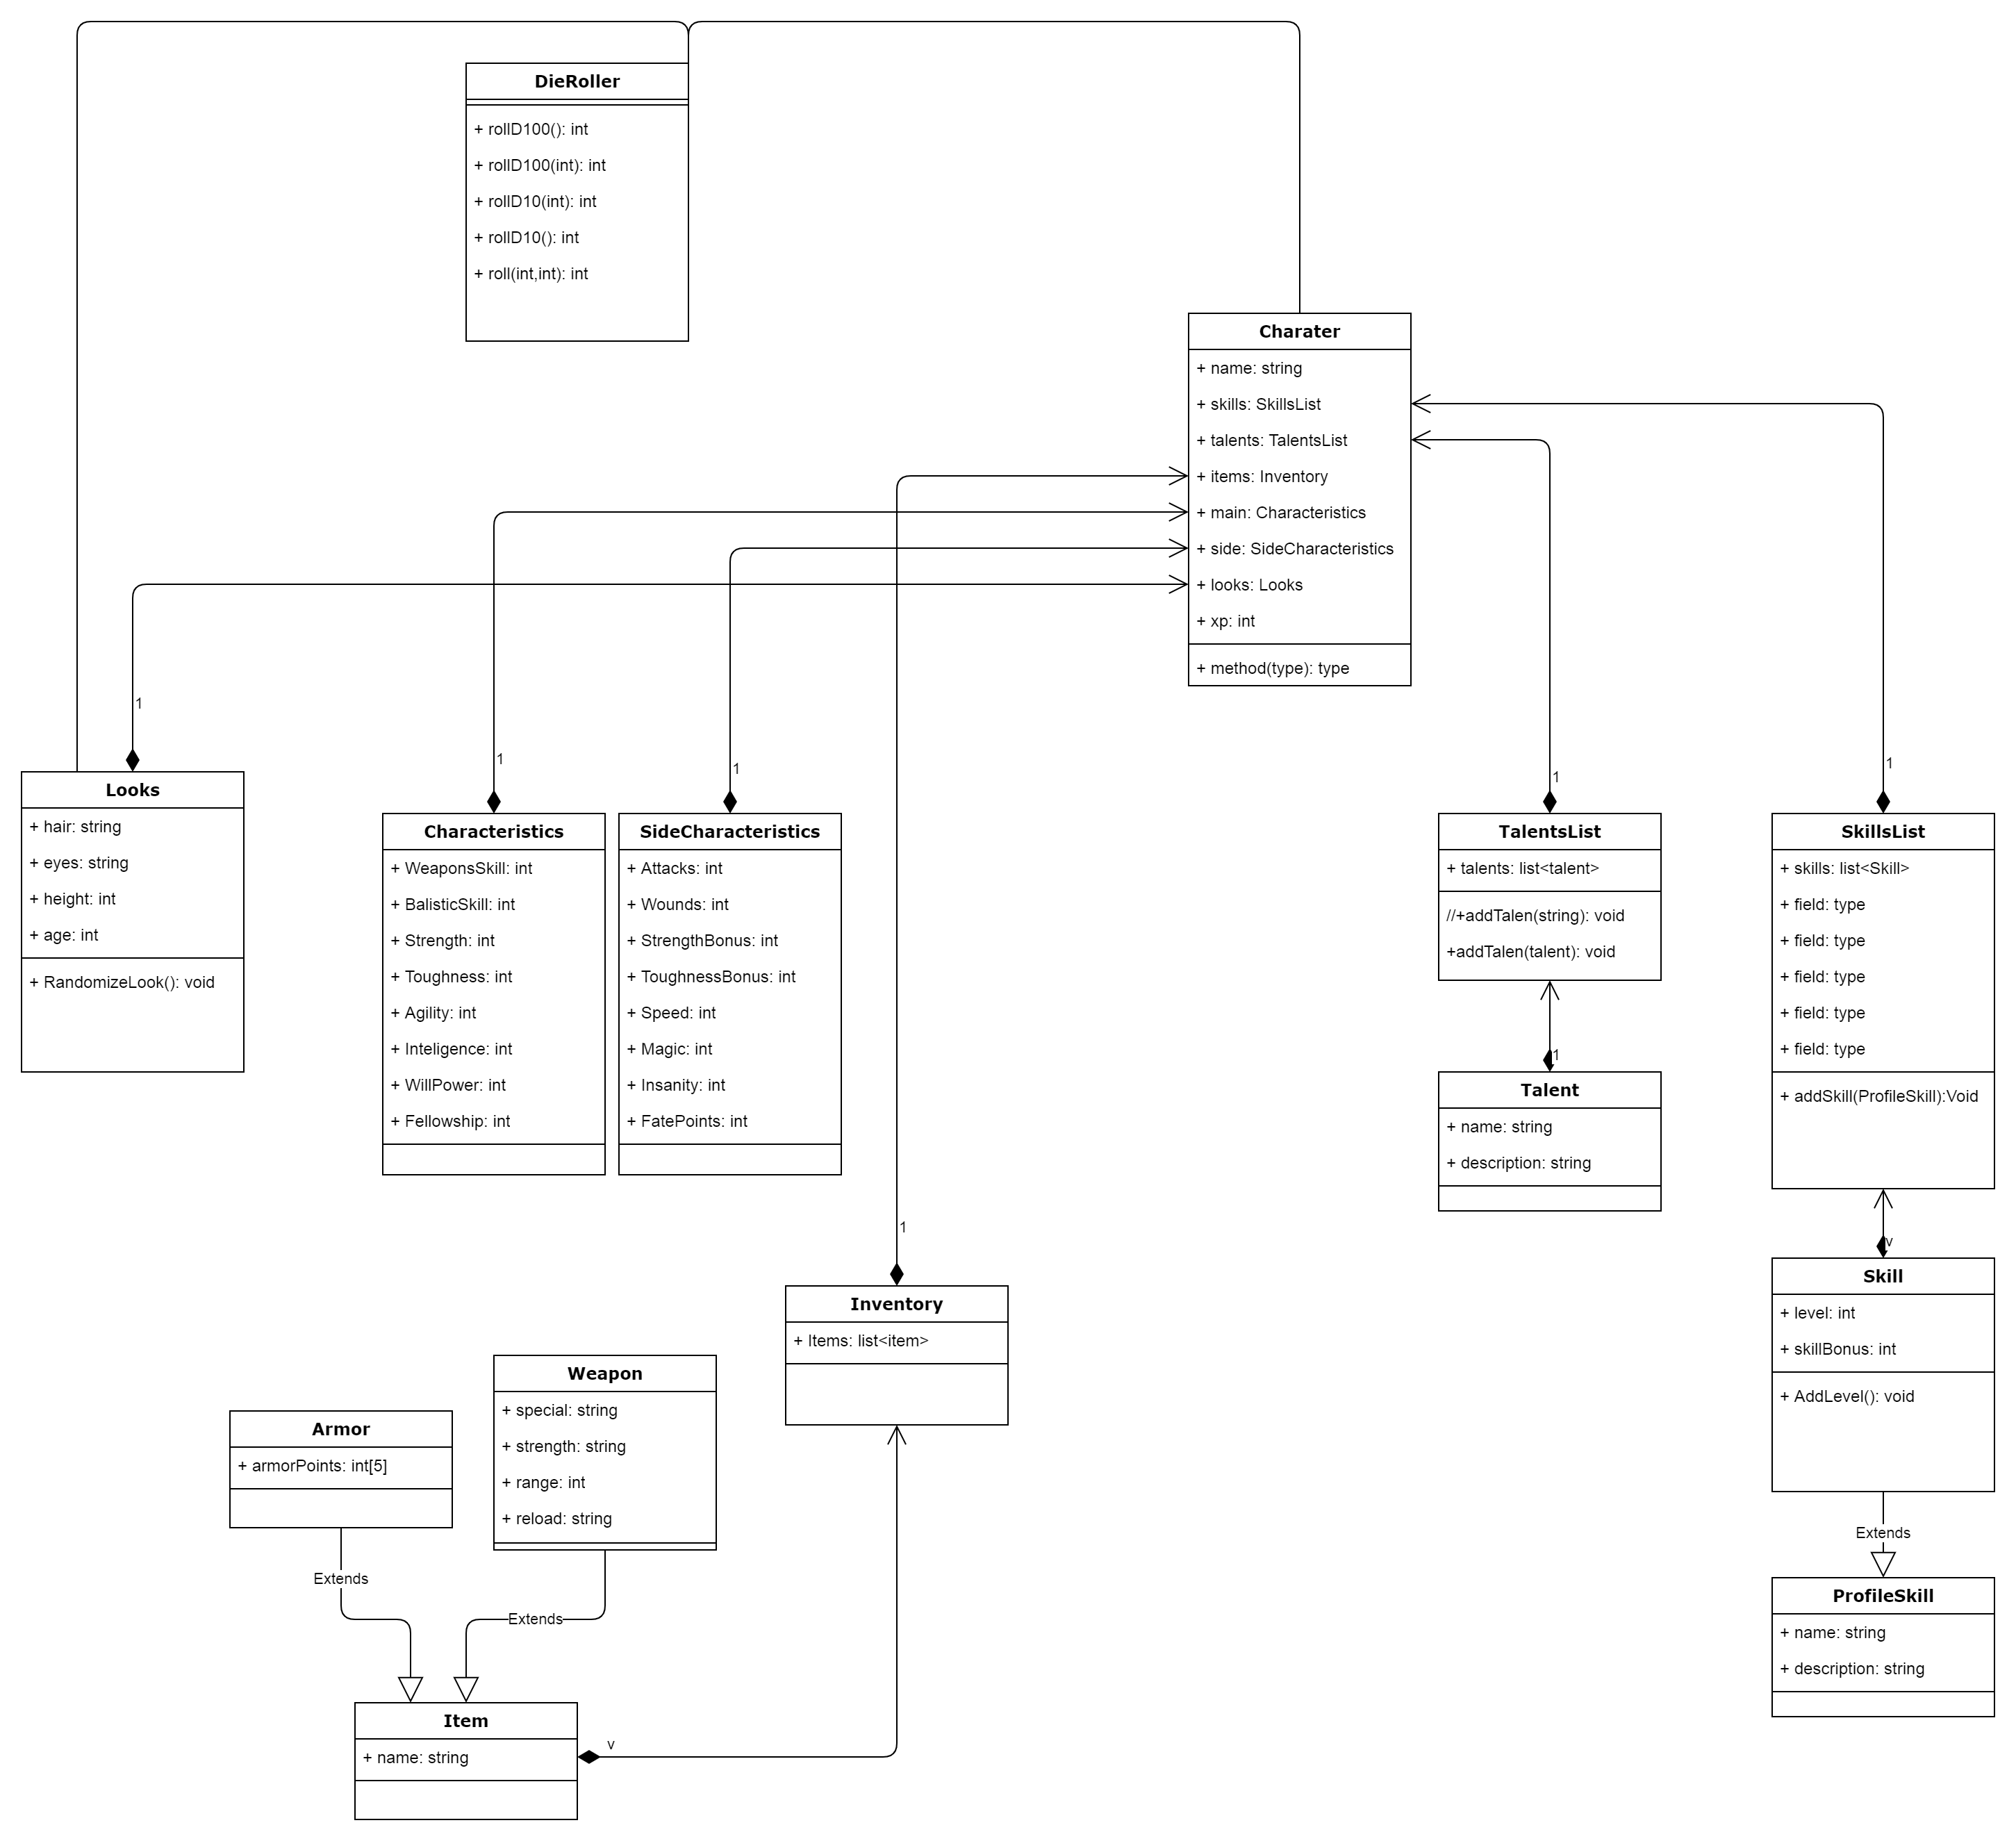 DieRoller
+ rollD100(): int
+ rollD100(int): int
+ rollD10(int): int
+ rollD10(): int
+ roll(int,int): int
Charater
+ name: string
+ skills: SkillsList
+ talents: TalentsList
+ items: Inventory
+ main: Characteristics
+ side: SideCharacteristics
+ looks: Looks
+ xp: int
+ method(type): type
1
1
1
1
1
Looks
+ hair: string
+ eyes: string
+ height: int
+ age: int
+ RandomizeLook(): void
Characteristics
+ WeaponsSkill: int
+ BalisticSkill: int
+ Strength: int
+ Toughness: int
+ Agility: int
+ Inteligence: int
+ WillPower: int
+ Fellowship: int
SideCharacteristics
+ Attacks: int
+ Wounds: int
+ StrengthBonus: int
+ ToughnessBonus: int
+ Speed: int
+ Magic: int
+ Insanity: int
+ FatePoints: int
TalentsList
+ talents: list<talent>
//+addTalen(string): void
+addTalen(talent): void
1
Talent
+ name: string
+ description: string
SkillsList
+ skills: list<Skill>
+ field: type
+ field: type
+ field: type
+ field: type
+ field: type
+ addSkill(ProfileSkill):Void
v
Skill
+ level: int
+ skillBonus: int
+ AddLevel(): void
Extends
ProfileSkill
+ name: string
+ description: string
1
Inventory
+ Items: list<item>
Weapon
+ special: string
+ strength: string
+ range: int
+ reload: string
Armor
+ armorPoints: int[5]
Extends
Extends
Item
+ name: string
v